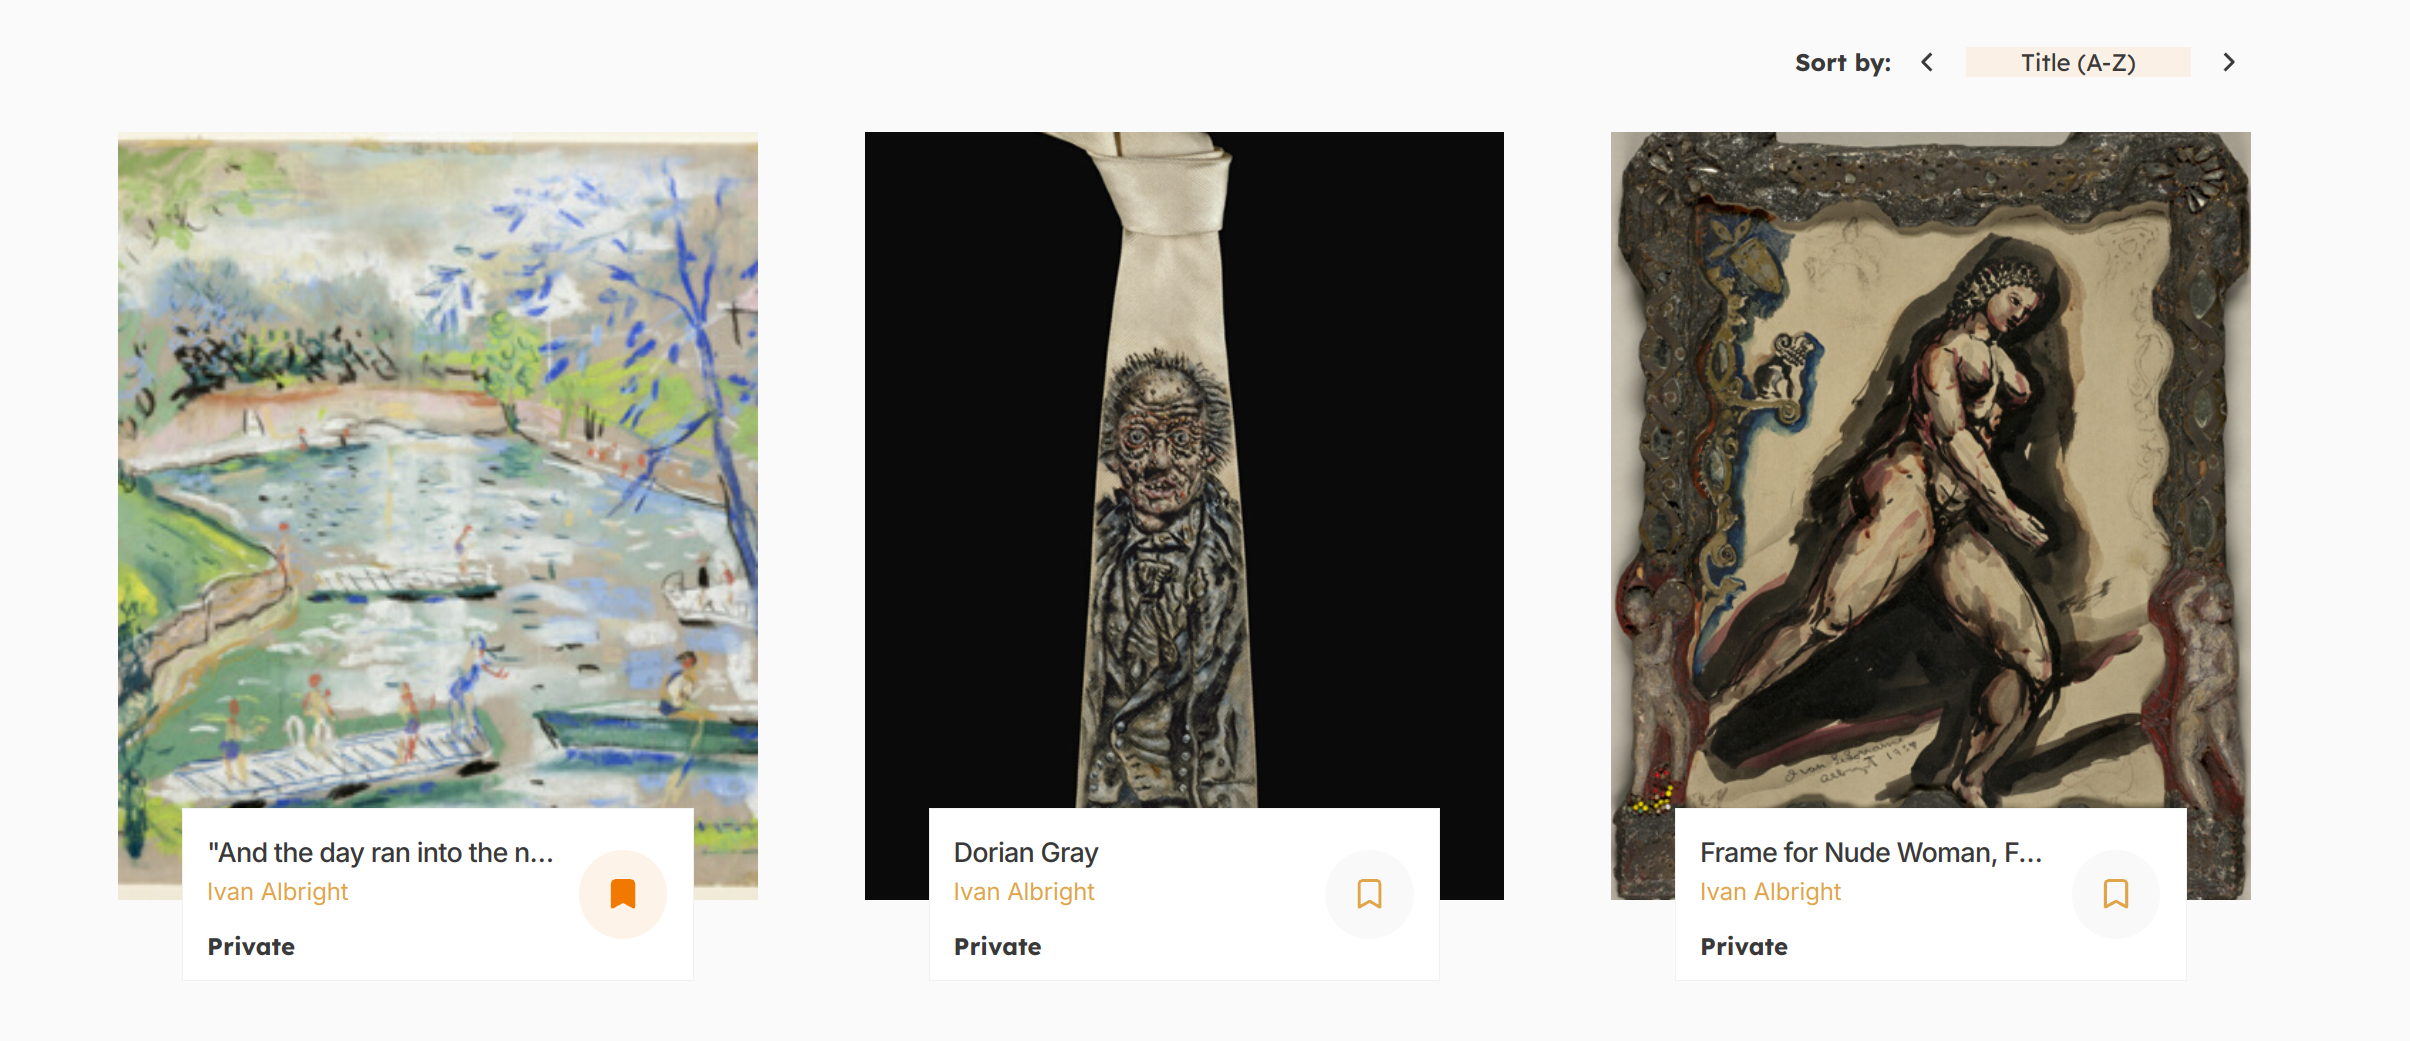 Sort by: Title (A-Z)
"And the day ran into the n...
Ivan Albright
Private
Dorian Gray
Ivan Albright
Private
Frame for Nude Woman, F...
Ivan Albright
Private